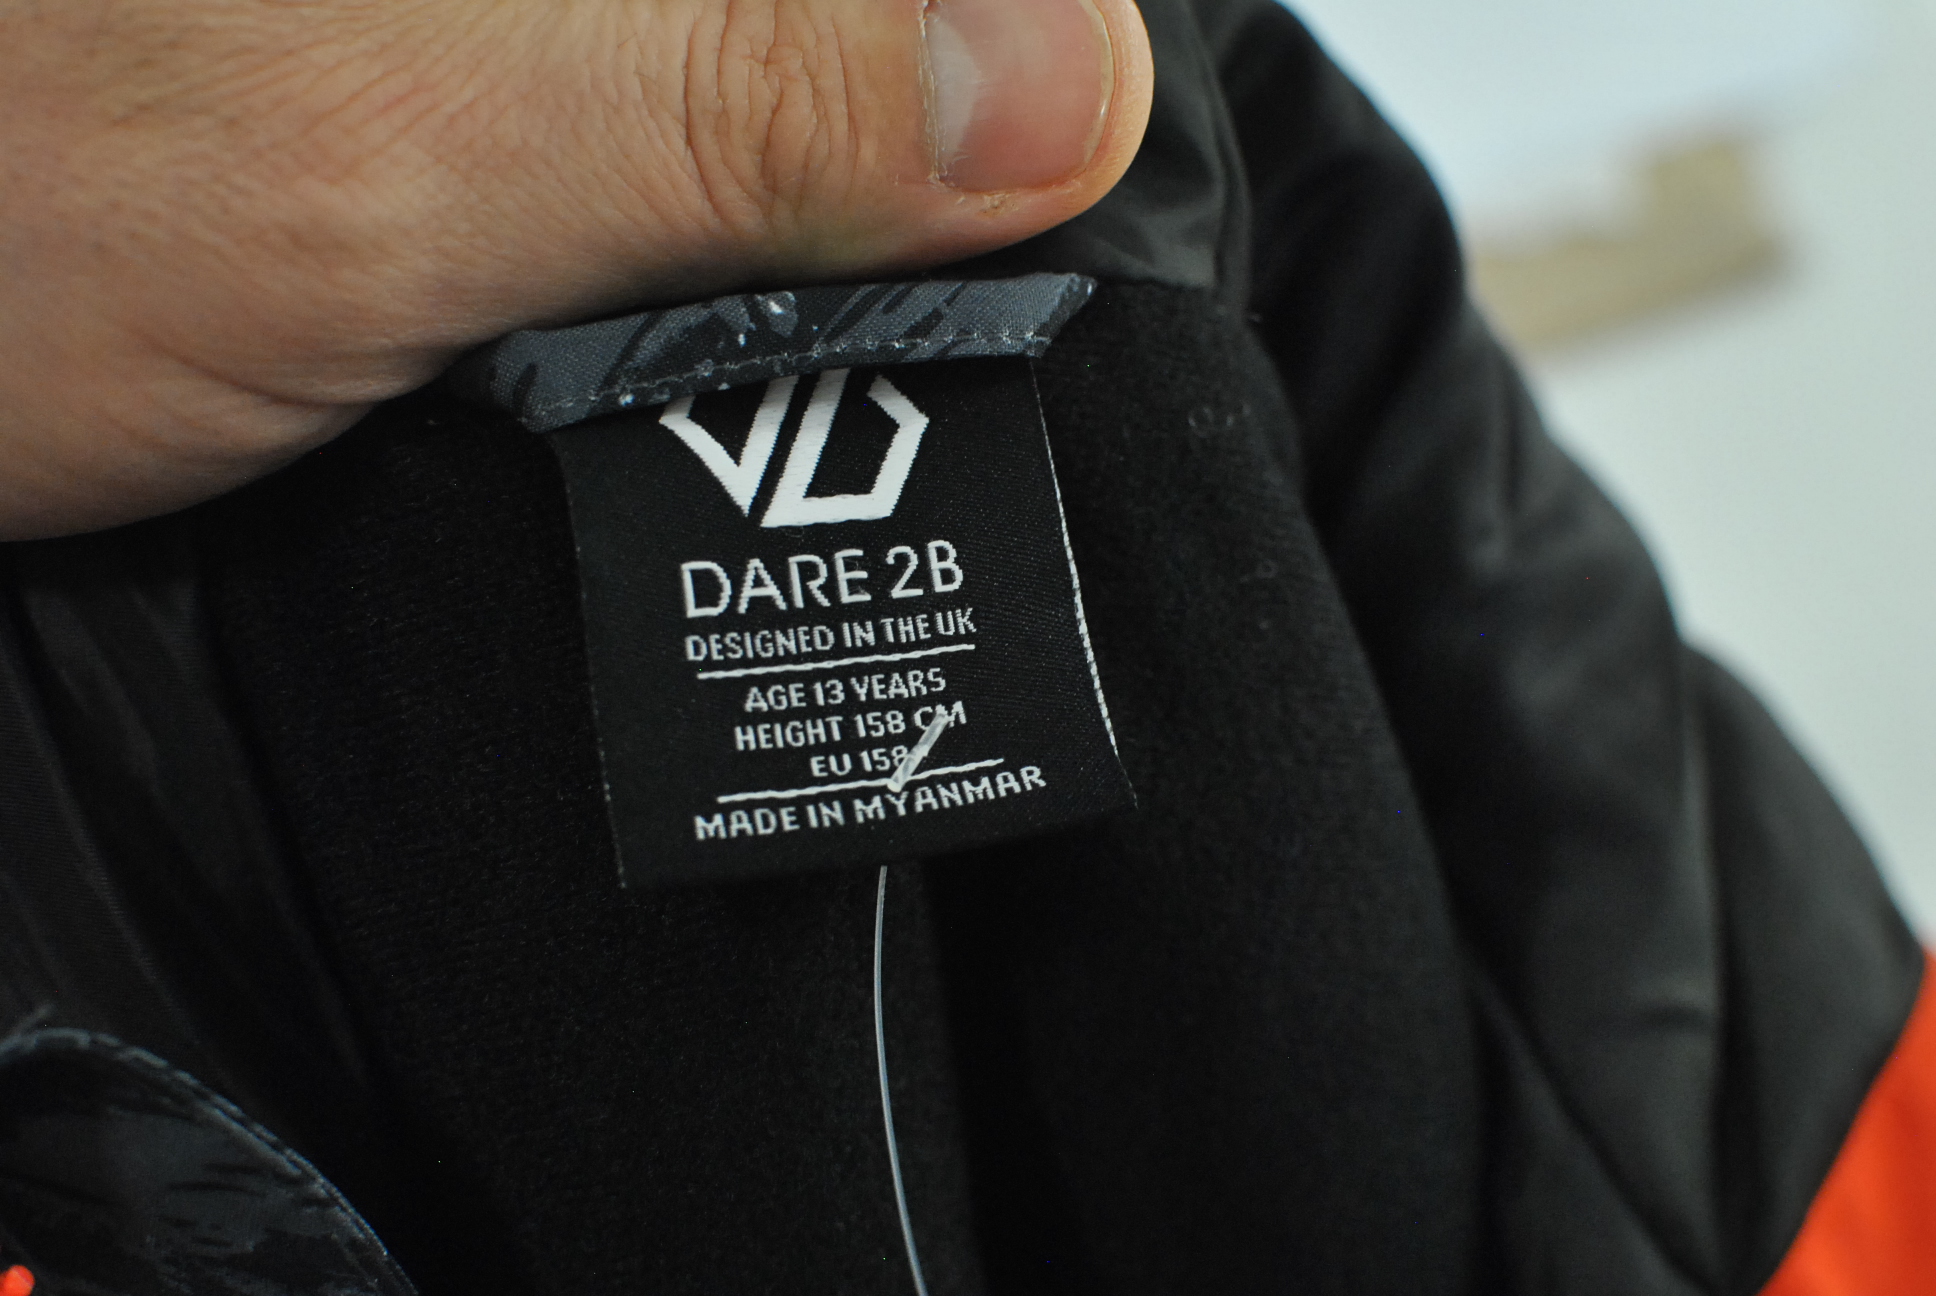 DARE 2B
DESIGNED IN THE UK
AGE 13 YEARS
HEIGHT 158 CM
EU 158
MADE IN MYANMAR